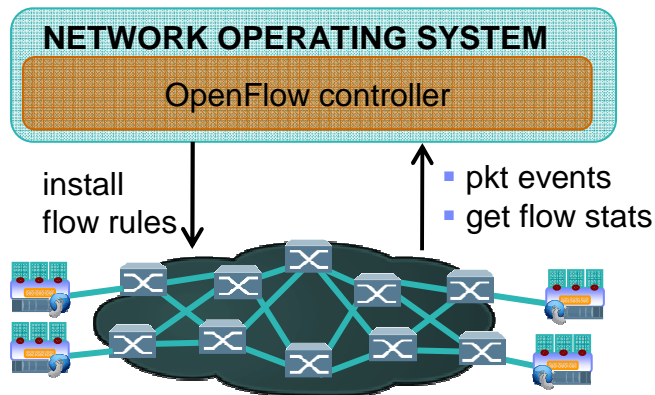 NETWORK OPERATING SYSTEM
OpenFlow controller
install
flow rules
▪ pkt events
▪ get flow stats